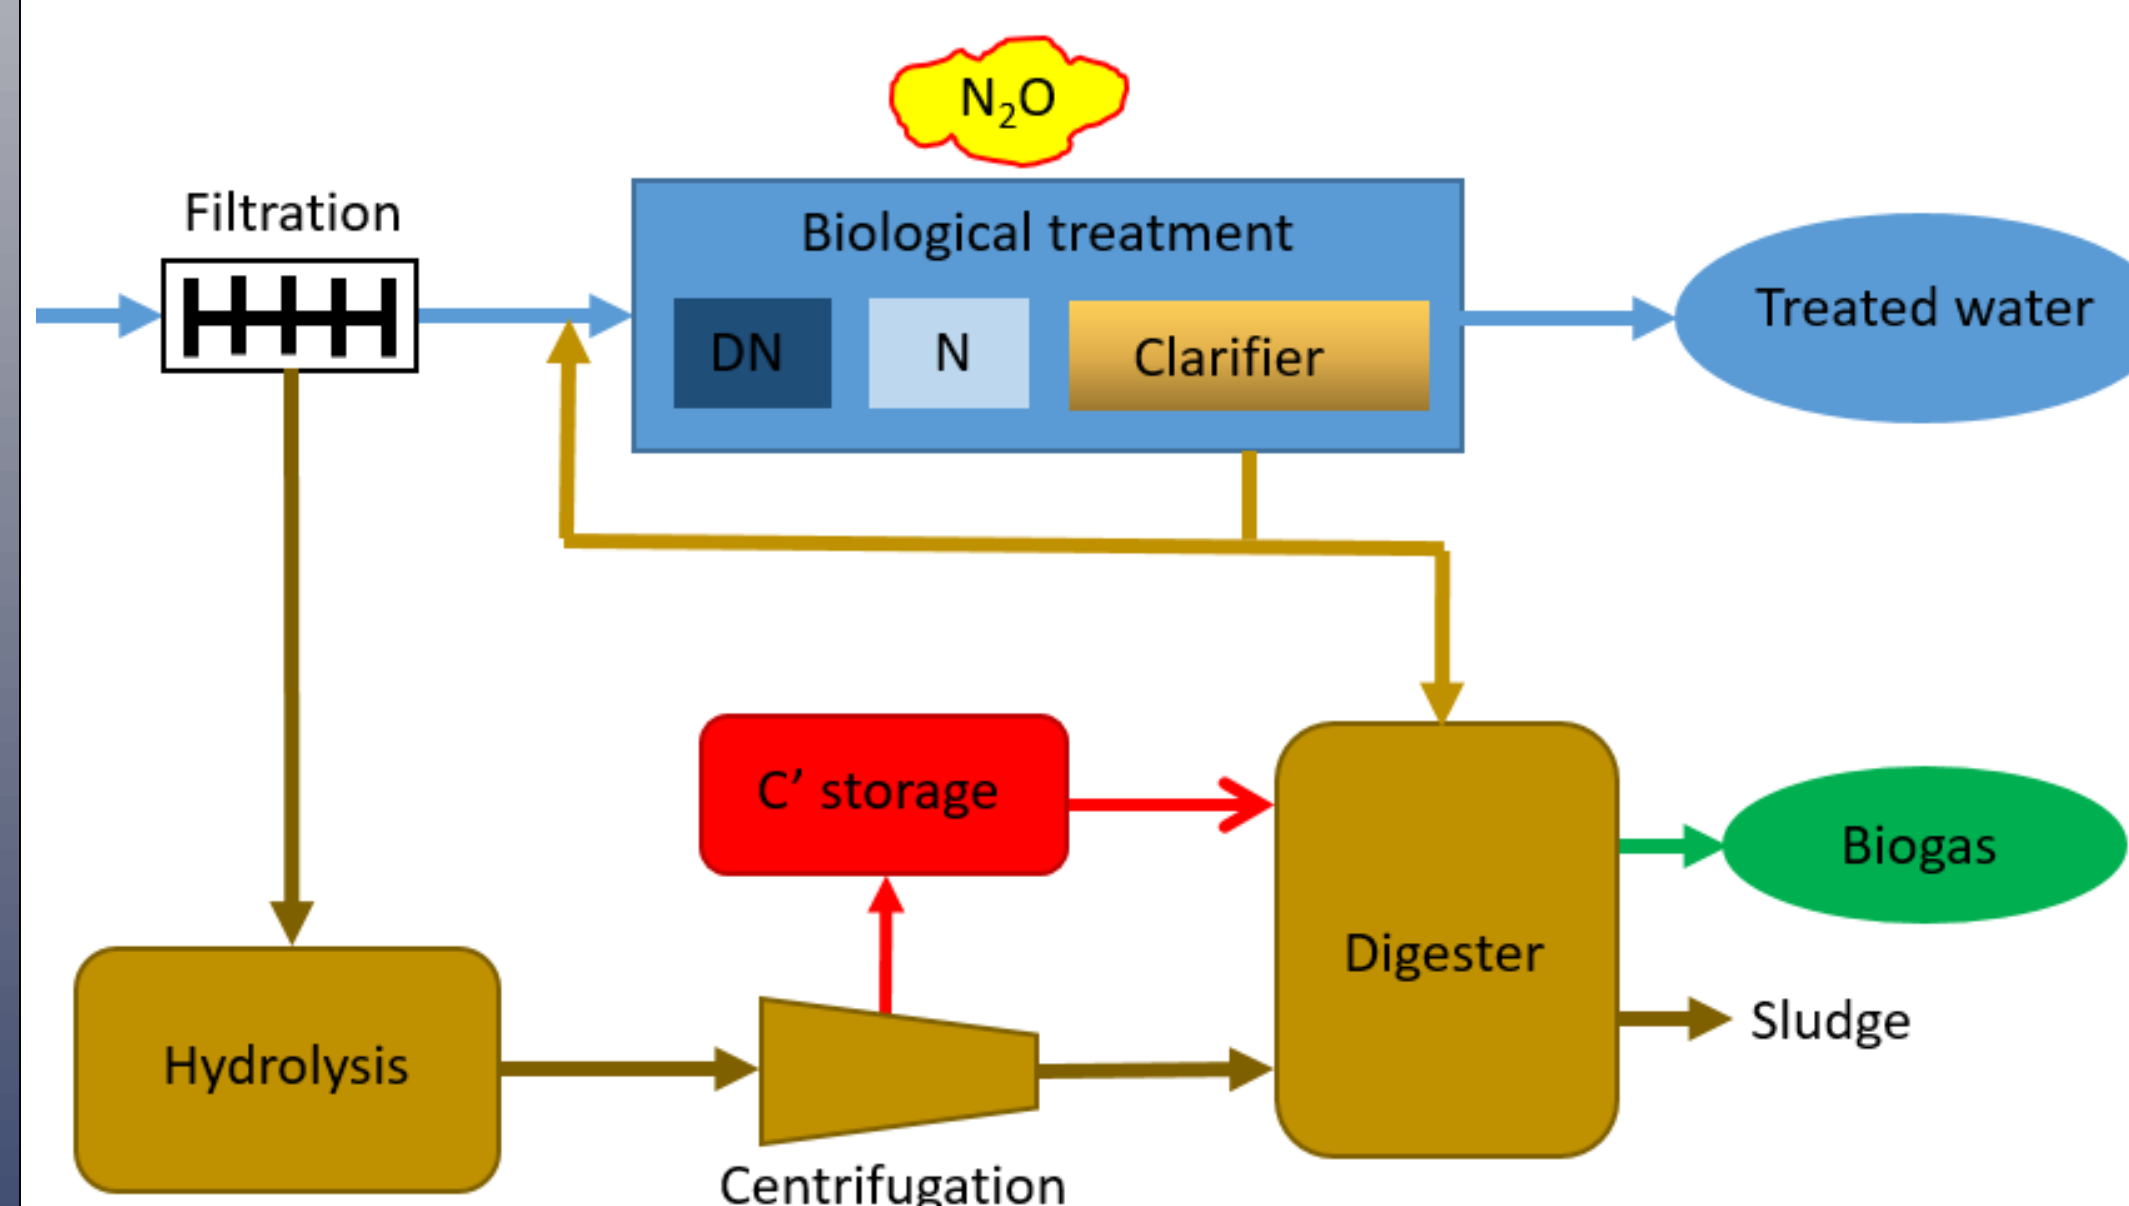 N₂O
Filtration
Biological treatment
DN
N
Clarifier
Treated water
C’ storage
Biogas
Digester
Sludge
Hydrolysis
Centrifugation